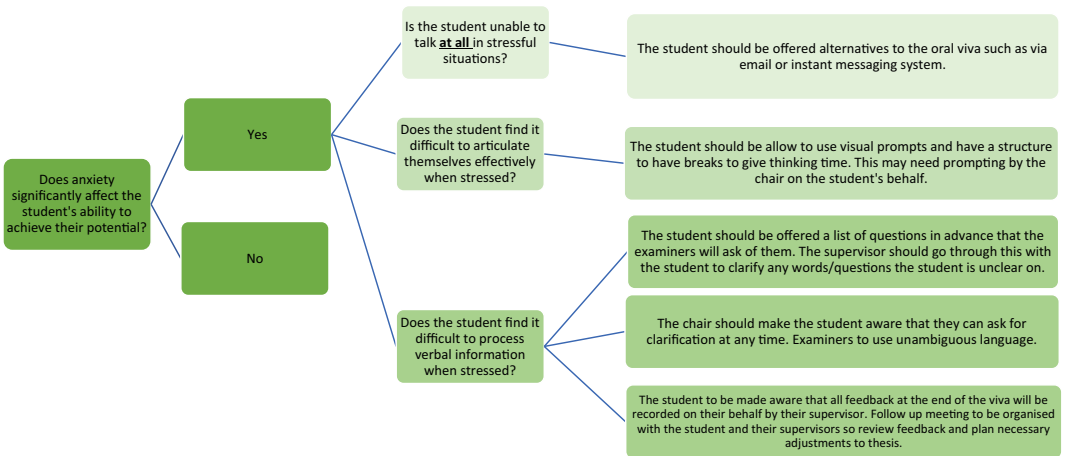 Does anxiety
significantly affect the
student's ability to
achieve their potential?
Yes
No
Is the student unable to
talk at all in stressful
situations?
The student should be offered alternatives to the oral viva such as via
email or instant messaging system.
Does the student find it
difficult to articulate
themselves effectively
when stressed?
The student should be allow to use visual prompts and have a structure
to have breaks to give thinking time. This may need prompting by the
chair on the student's behalf.
Does the student find it
difficult to process
verbal information
when stressed?
The student should be offered a list of questions in advance that the
examiners will ask of them. The supervisor should go through this with
the student to clarify any words/questions the student is unclear on.
The chair should make the student aware that they can ask for
clarification at any time. Examiners to use unambiguous language.
The student to be made aware that all feedback at the end of the viva will be
recorded on their behalf by their supervisor. Follow up meeting to be organised
with the student and their supervisors so review feedback and plan necessary
adjustments to thesis.